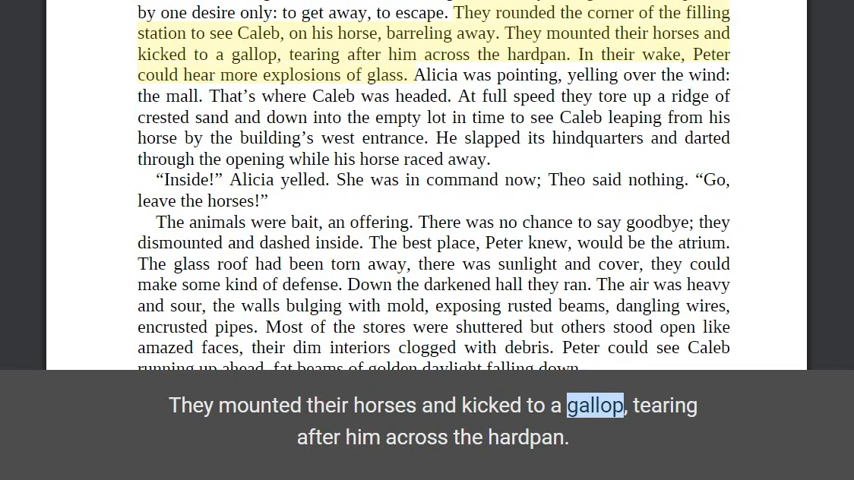 by one desire only: to get away, to escape. They rounded the corner of the filling
station to see Caleb, on his horse, barreling away. They mounted their horses and
kicked to a gallop, tearing after him across the hardpan. In their wake, Peter
could hear more explosions of glass. Alicia was pointing, yelling over the wind:
the mall. That’s where Caleb was headed. At full speed they tore up a ridge of
crested sand and down into the empty lot in time to see Caleb leaping from his
horse by the building’s west entrance. He slapped its hindquarters and darted
through the opening while his horse raced away.
“Inside!” Alicia yelled. She was in command now; Theo said nothing. “Go,
leave the horses!”
The animals were bait, an offering. There was no chance to say goodbye; they
dismounted and dashed inside. The best place, Peter knew, would be the atrium.
The glass roof had been torn away, there was sunlight and cover, they could
make some kind of defense. Down the darkened hall they ran. The air was heavy
and sour, the walls bulging with mold, exposing rusted beams, dangling wires,
encrusted pipes. Most of the stores were shuttered but others stood open like
amazed faces, their dim interiors clogged with debris. Peter could see Caleb
running up ahead, fat beams of golden daylight falling down.
They mounted their horses and kicked to a gallop, tearing
after him across the hardpan.